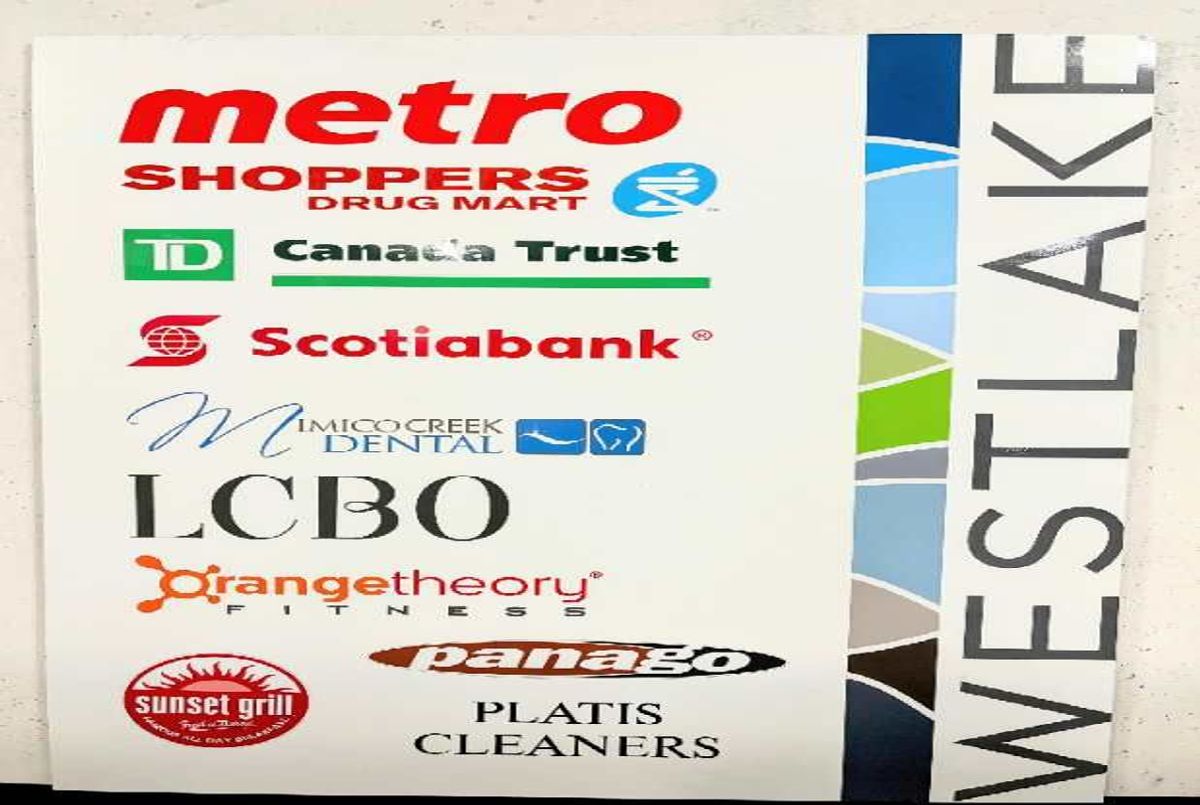 metro
SHOPPERS
DRUG MART
TD Canada Trust
Scotiabank®
MIMICO CREEK
DENTAL
LCBO
Orangetheory®
FITNESS
sunset grill
panago
PLATIS
CLEANERS
WESTLAKE